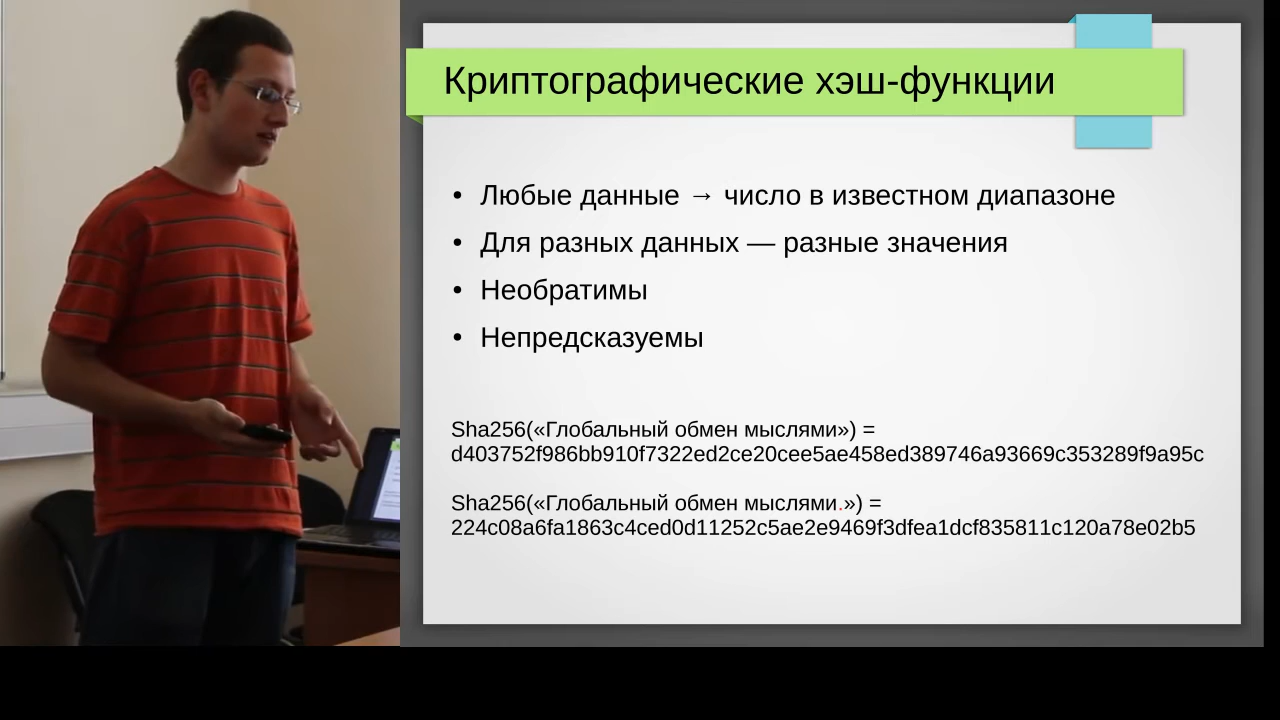 Криптографические хэш-функции
• Любые данные → число в известном диапазоне
• Для разных данных — разные значения
• Необратимы
• Непредсказуемы
Sha256(«Глобальный обмен мыслями») =
d403752f986bb910f7322ed2ce20cee5ae458ed389746a93669c353289f9a95c
Sha256(«Глобальный обмен мыслями.») =
224c08a6fa1863c4ced0d11252c5ae2e9469f3dfea1dcf835811c120a78e02b5